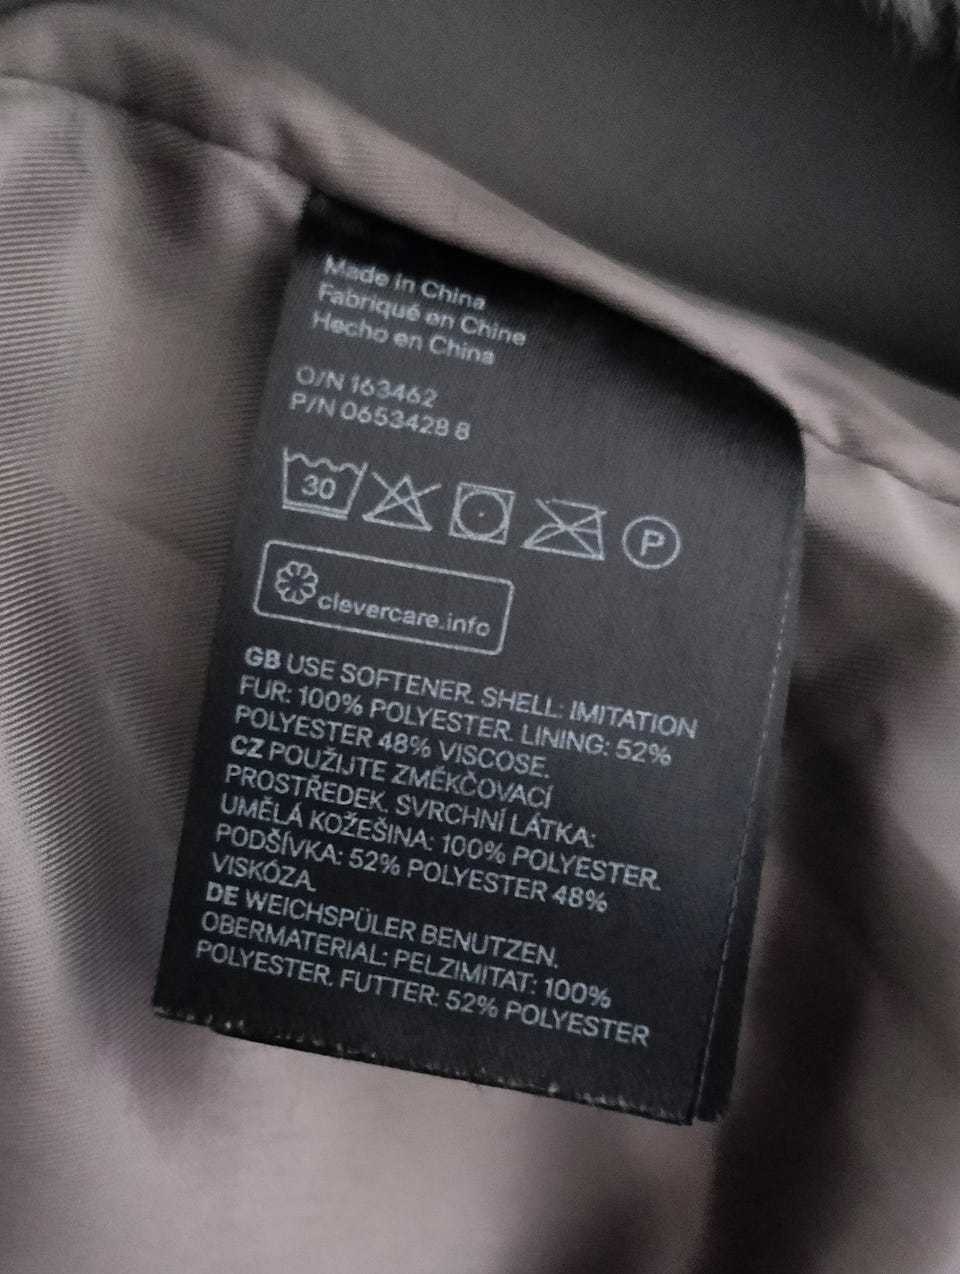 Made in China
Fabriqué en Chine
Hecho en China
O/N 163462
P/N 0653428 8
30
P
clevercare.info
GB USE SOFTENER. SHELL: IMITATION
FUR: 100% POLYESTER. LINING: 52%
POLYESTER 48% VISCOSE.
CZ POUŽIJTE ZMĚKČOVACÍ
PROSTŘEDEK. SVRCHNÍ LÁTKA:
UMĚLÁ KOŽEŠINA: 100% POLYESTER.
PODŠÍVKA: 52% POLYESTER 48%
VISKÓZA.
DE WEICHSPÜLER BENUTZEN.
OBERMATERIAL: PELZIMITAT: 100%
POLYESTER. FUTTER: 52% POLYESTER